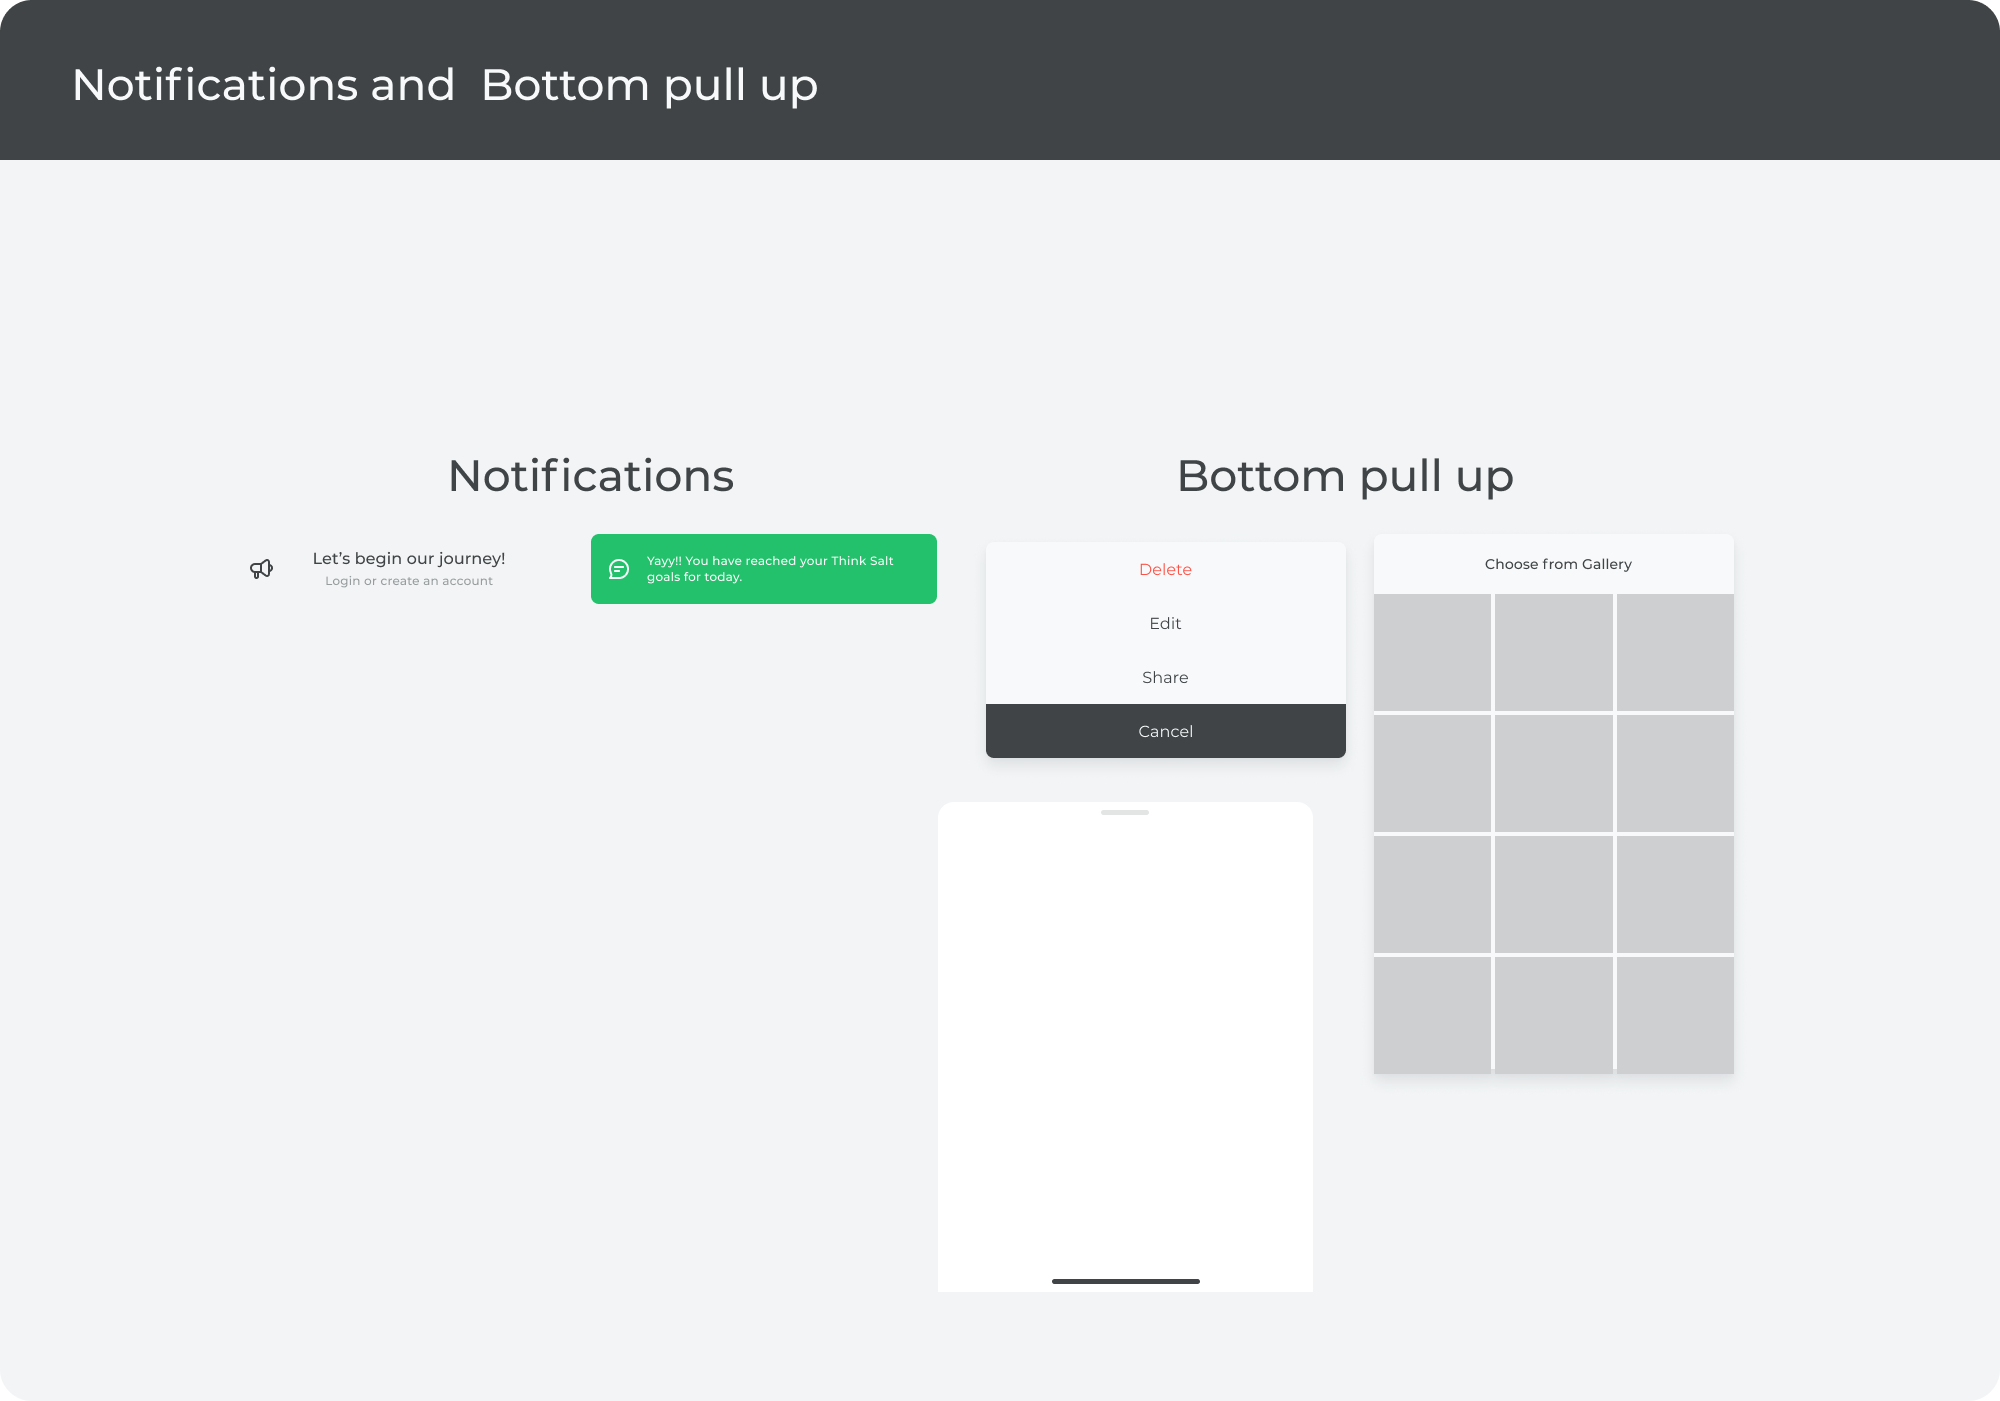 Notifications and  Bottom pull up
Notifications
Let’s begin our journey!
Login or create an account
Yayy!! You have reached your Think Salt
goals for today.
Bottom pull up
Delete
Edit
Share
Cancel
Choose from Gallery